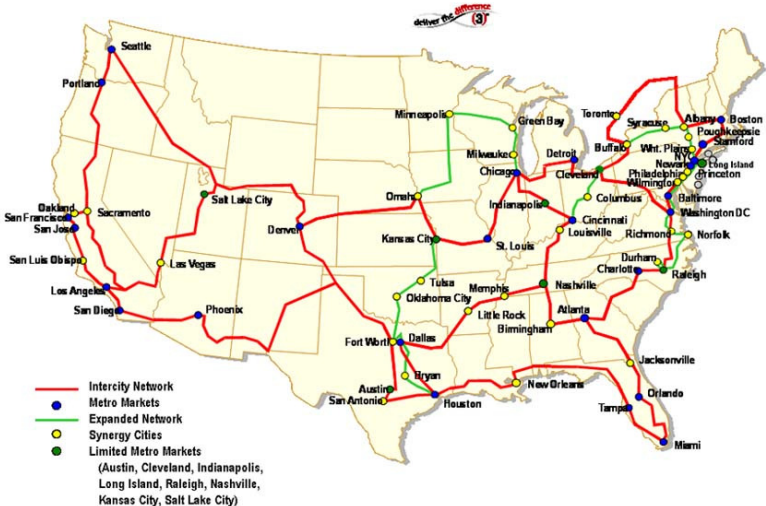 deliver the difference (3)
Seattle
Portland
Minneapolis
Green Bay
Toronto
Syracuse
Albany
Boston
Poughkeepsie
Stamford
Milwaukee
Detroit
Buffalo
Wht. Plains
NYC
Newark
Long Island
Chicago
Cleveland
Philadelphia
Princeton
Wilmington
Omaha
Salt Lake City
Indianapolis
Columbus
Baltimore
Washington DC
Oakland
San Francisco
San Jose
Sacramento
Denver
Kansas City
St. Louis
Cincinnati
Louisville
Richmond
Norfolk
San Luis Obispo
Las Vegas
Tulsa
Memphis
Nashville
Durham
Charlotte
Raleigh
Los Angeles
Oklahoma City
San Diego
Phoenix
Little Rock
Atlanta
Birmingham
Fort Worth
Dallas
Jacksonville
Bryan
Austin
New Orleans
Orlando
San Antonio
Houston
Tampa
Miami
Intercity Network
Metro Markets
Expanded Network
Synergy Cities
Limited Metro Markets
(Austin, Cleveland, Indianapolis,
Long Island, Raleigh, Nashville,
Kansas City, Salt Lake City)